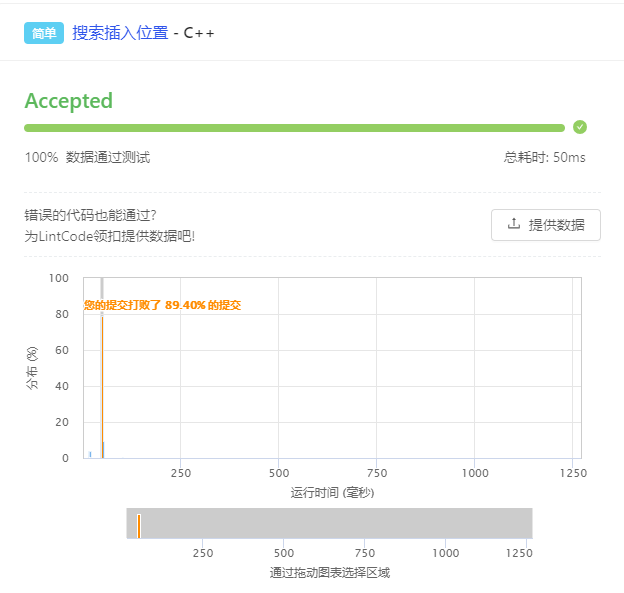 简单 搜索插入位置 - C++
Accepted
100% 数据通过测试 总耗时: 50ms
错误的代码也能通过?
为LintCode领扣提供数据吧!
提供数据
100
您的提交打败了 89.40% 的提交
80
60
40
20
0
分布 (%)
250 500 750 1000 1250
运行时间 (毫秒)
250 500 750 1000 1250
通过拖动图表选择区域